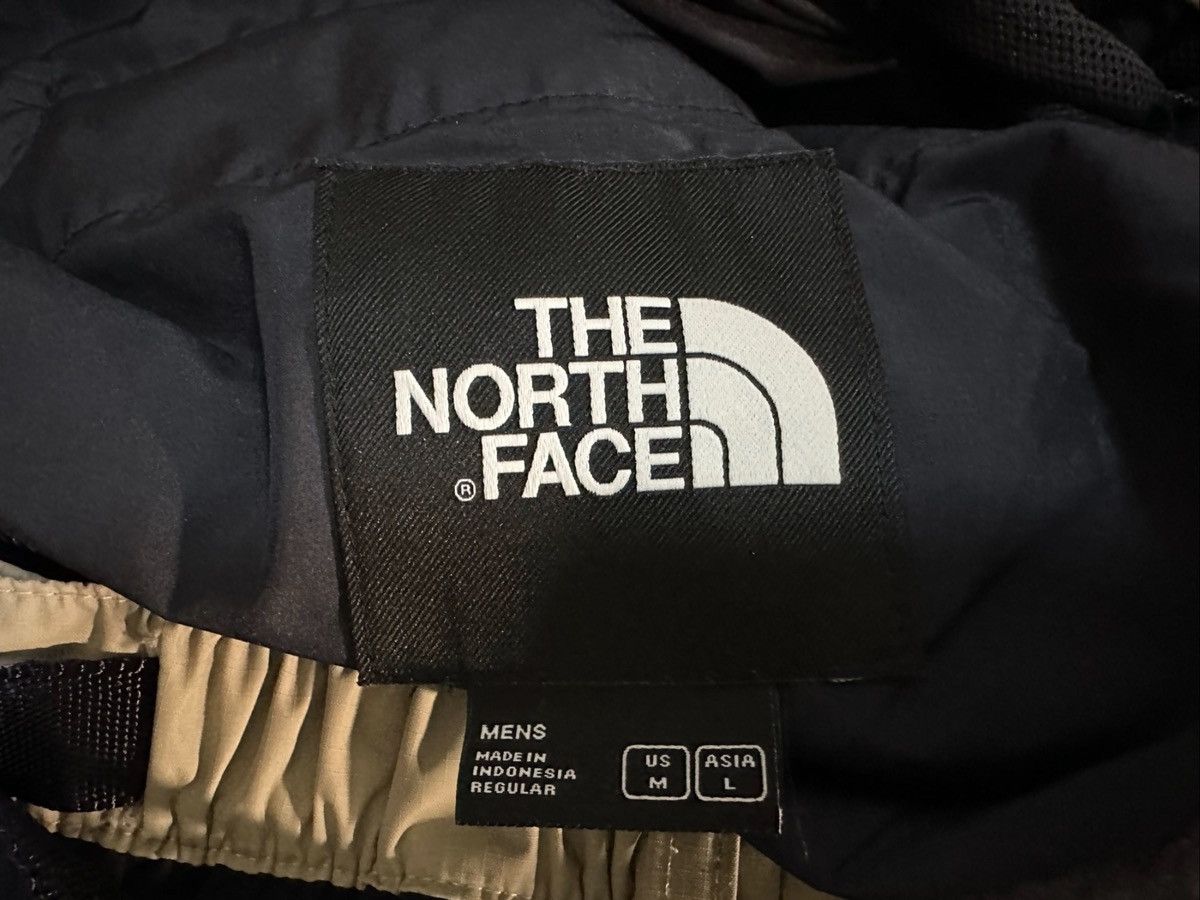 THE
NORTH
® FACE
MENS
MADE IN
INDONESIA
REGULAR
US
M
ASIA
L